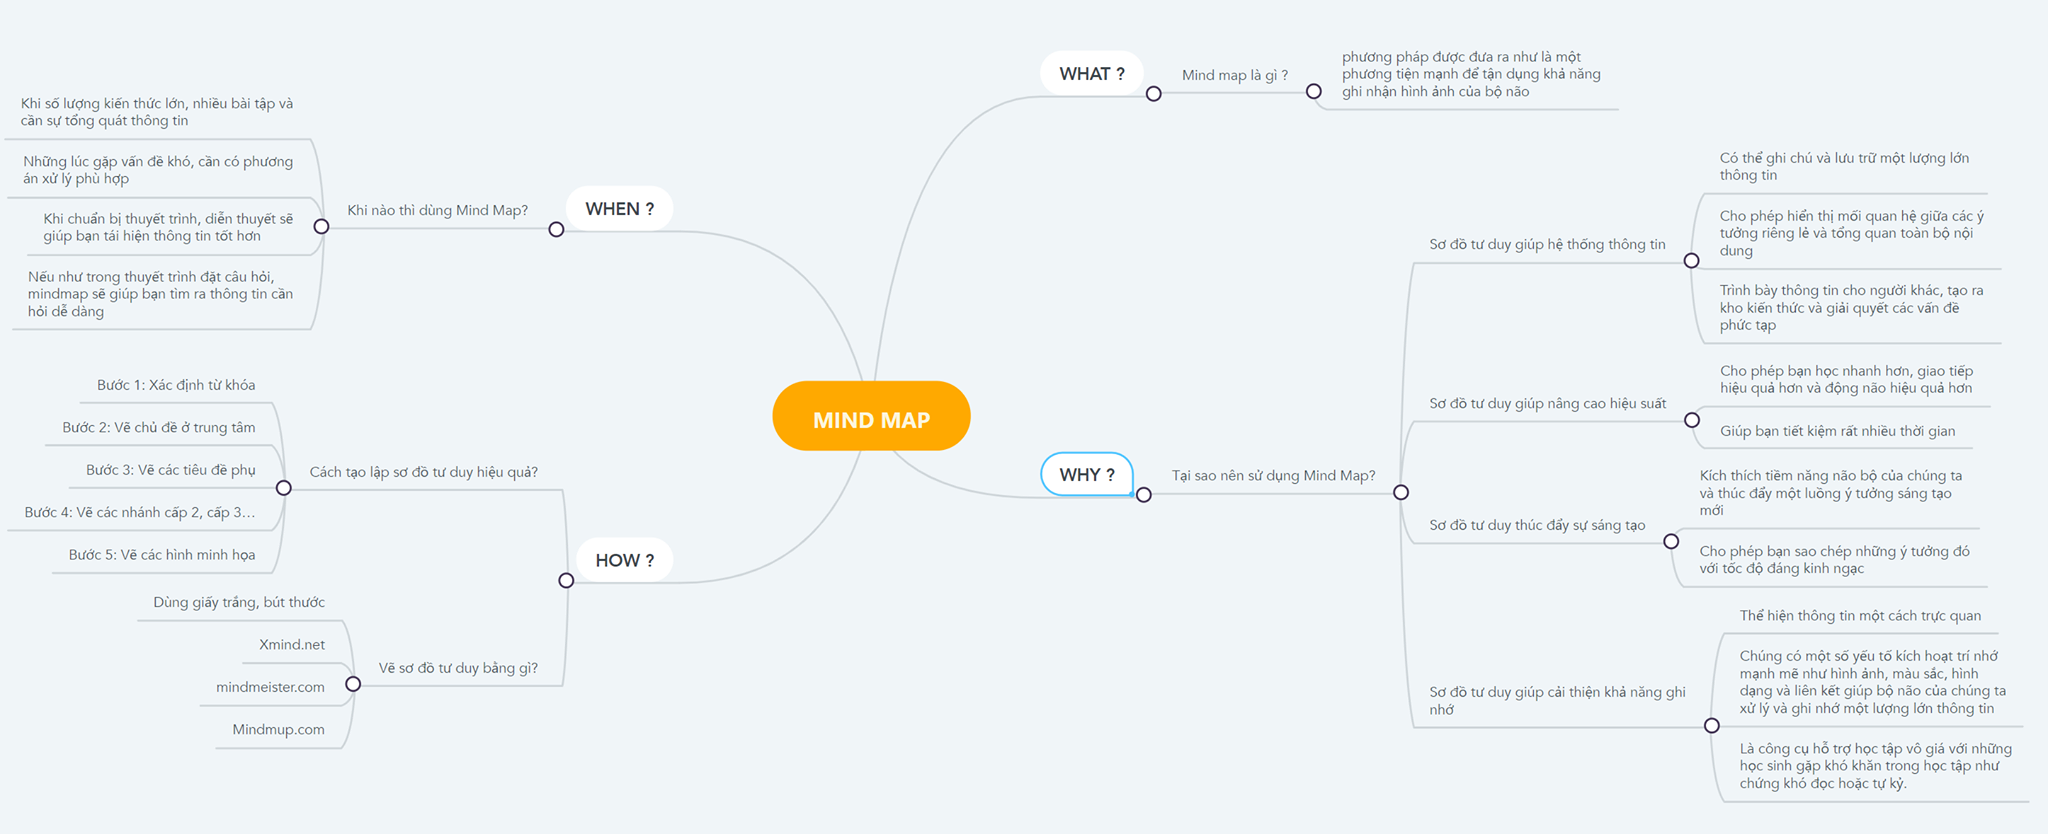 MIND MAP
WHAT ?
Mind map là gì ?
phương pháp được đưa ra như là một
phương tiện mạnh để tận dụng khả năng
ghi nhận hình ảnh của bộ não
WHY ?
Tại sao nên sử dụng Mind Map?
Sơ đồ tư duy giúp hệ thống thông tin
Có thể ghi chú và lưu trữ một lượng lớn
thông tin
Cho phép hiển thị mối quan hệ giữa các ý
tưởng riêng lẻ và tổng quan toàn bộ nội
dung
Trình bày thông tin cho người khác, tạo ra
kho kiến thức và giải quyết các vấn đề
phức tạp
Sơ đồ tư duy giúp nâng cao hiệu suất
Cho phép bạn học nhanh hơn, giao tiếp
hiệu quả hơn và động não hiệu quả hơn
Giúp bạn tiết kiệm rất nhiều thời gian
Sơ đồ tư duy thúc đẩy sự sáng tạo
Kích thích tiềm năng não bộ của chúng ta
và thúc đẩy một luồng ý tưởng sáng tạo
mới
Cho phép bạn sao chép những ý tưởng đó
với tốc độ đáng kinh ngạc
Sơ đồ tư duy giúp cải thiện khả năng ghi
nhớ
Thể hiện thông tin một cách trực quan
Chúng có một số yếu tố kích hoạt trí nhớ
mạnh mẽ như hình ảnh, màu sắc, hình
dạng và liên kết giúp bộ não của chúng ta
xử lý và ghi nhớ một lượng lớn thông tin
Là công cụ hỗ trợ học tập vô giá với những
học sinh gặp khó khăn trong học tập như
chứng khó đọc hoặc tự kỷ.
WHEN ?
Khi nào thì dùng Mind Map?
Khi số lượng kiến thức lớn, nhiều bài tập và
cần sự tổng quát thông tin
Những lúc gặp vấn đề khó, cần có phương
án xử lý phù hợp
Khi chuẩn bị thuyết trình, diễn thuyết sẽ
giúp bạn tái hiện thông tin tốt hơn
Nếu như trong thuyết trình đặt câu hỏi,
mindmap sẽ giúp bạn tìm ra thông tin cần
hỏi dễ dàng
HOW ?
Cách tạo lập sơ đồ tư duy hiệu quả?
Bước 1: Xác định từ khóa
Bước 2: Vẽ chủ đề ở trung tâm
Bước 3: Vẽ các tiêu đề phụ
Bước 4: Vẽ các nhánh cấp 2, cấp 3...
Bước 5: Vẽ các hình minh họa
Vẽ sơ đồ tư duy bằng gì?
Dùng giấy trắng, bút thước
Xmind.net
mindmeister.com
Mindmup.com